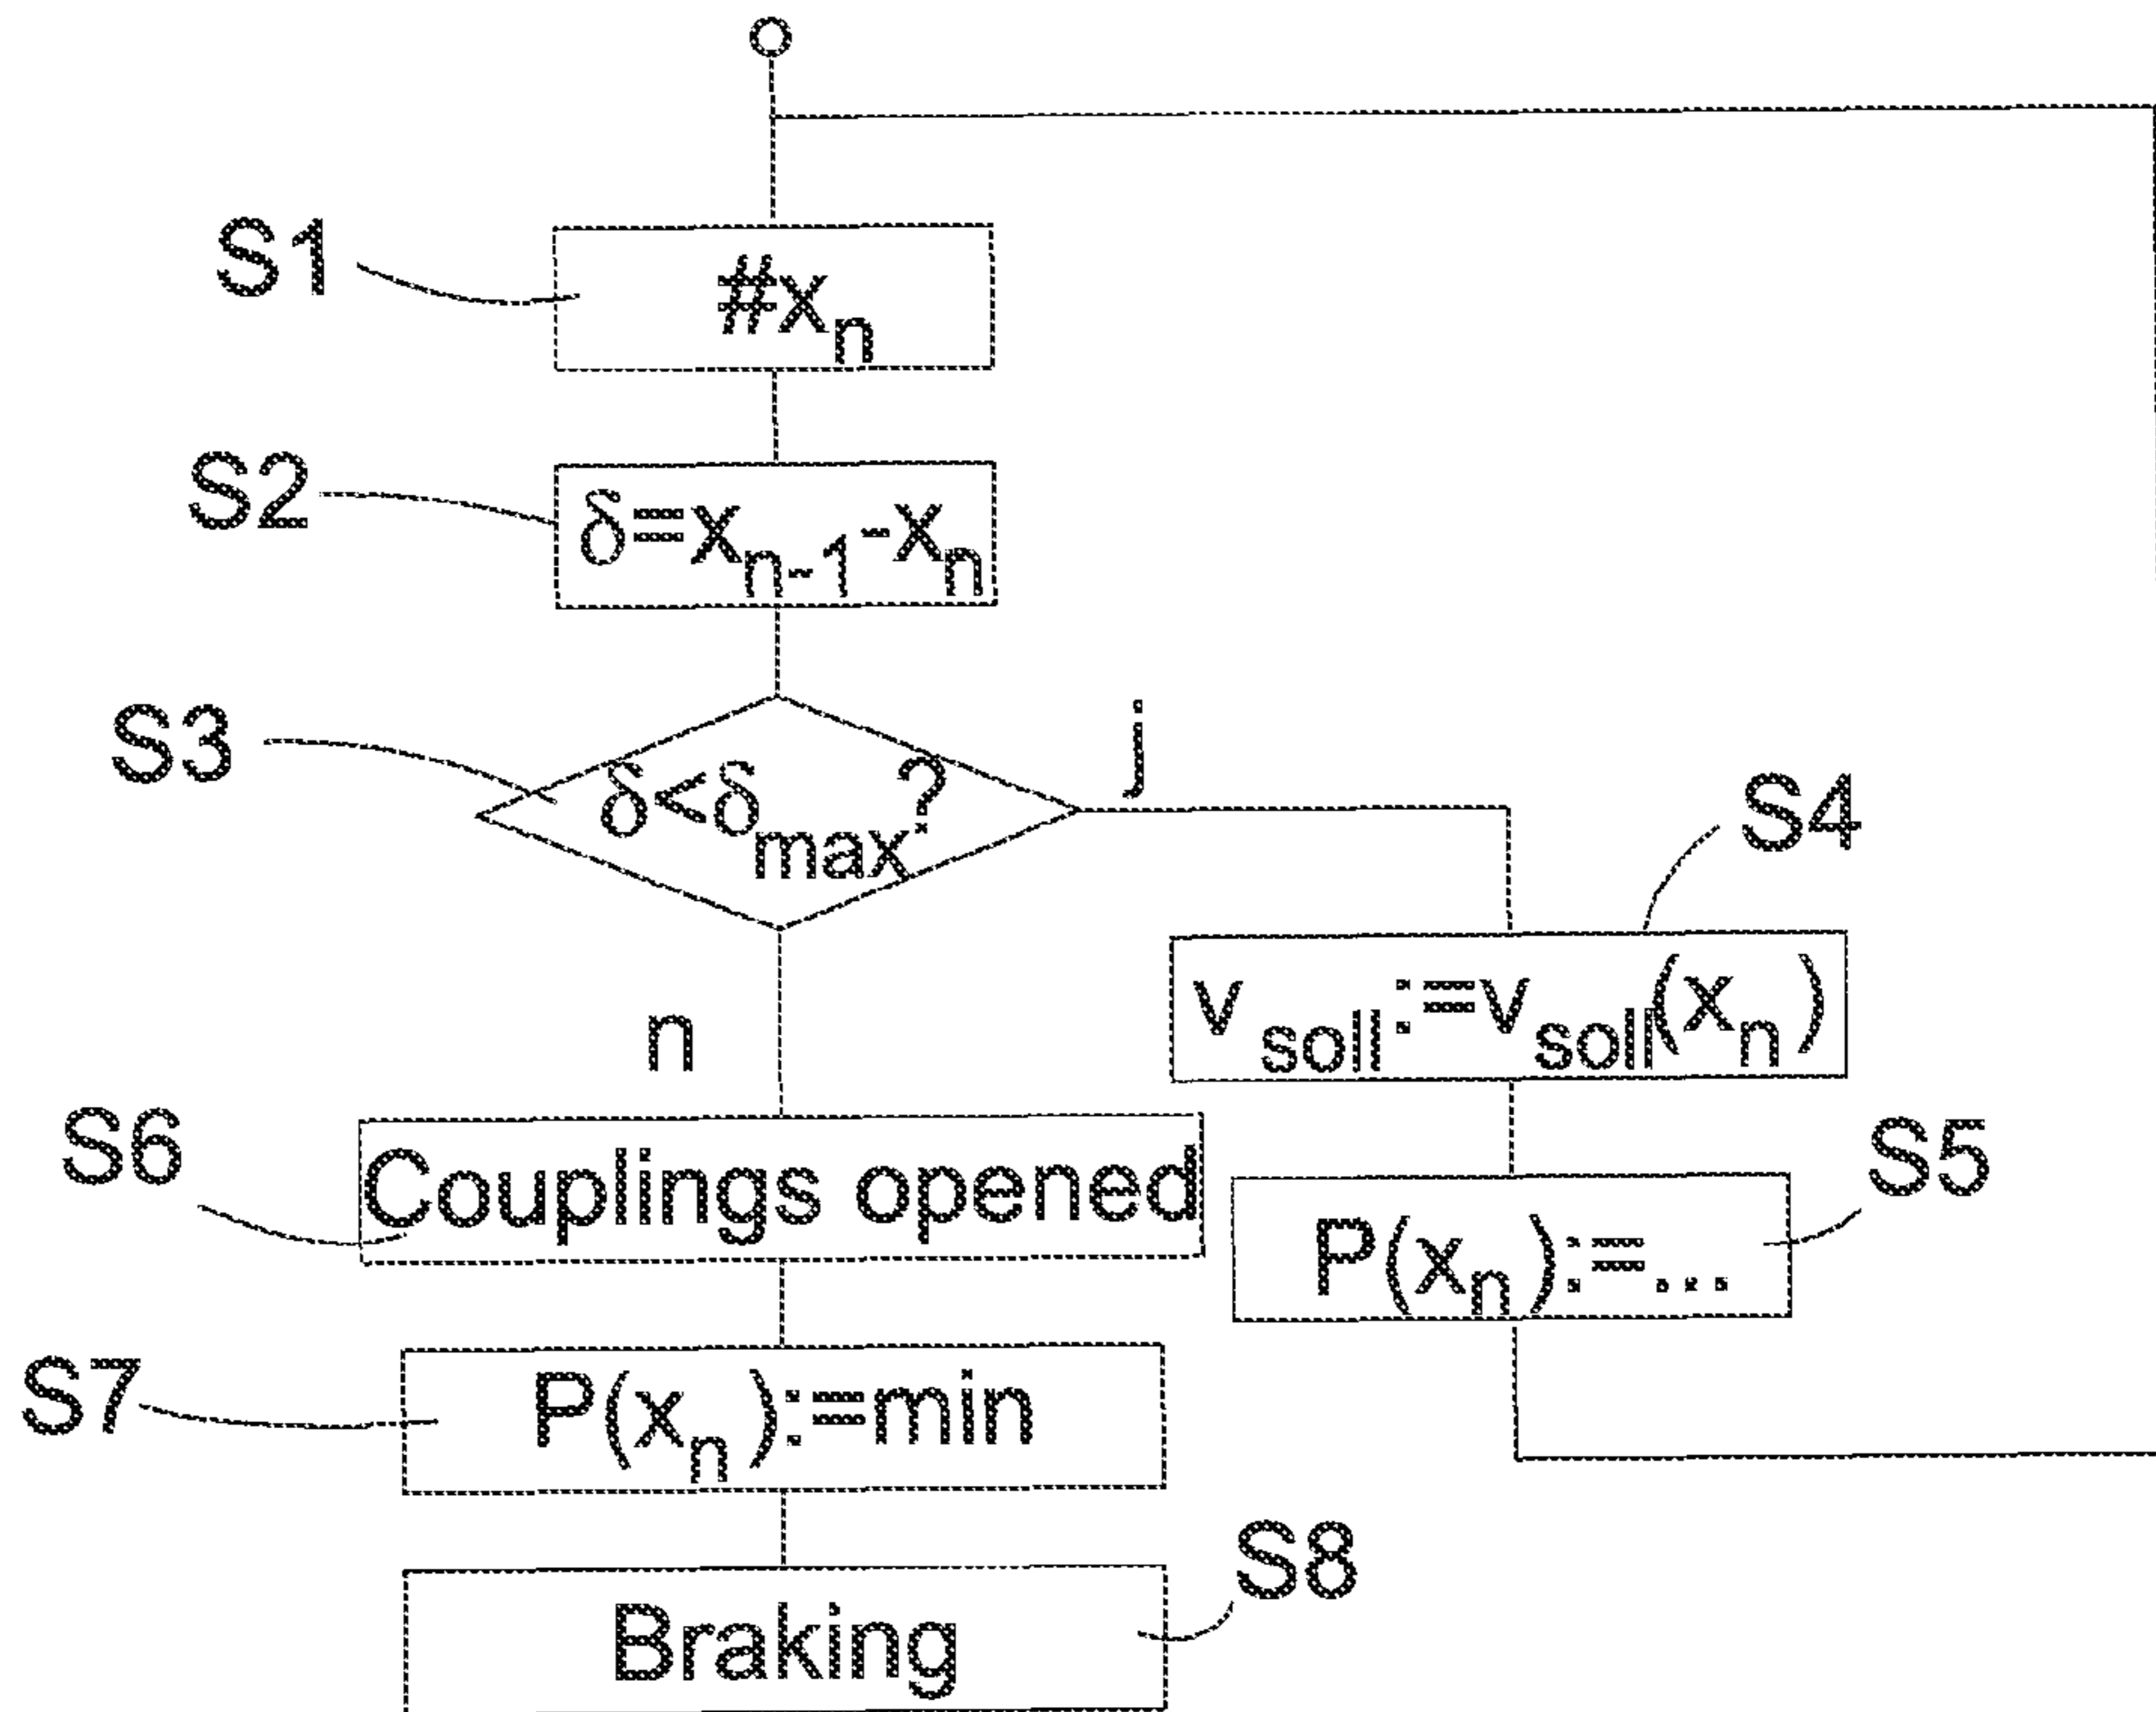 S1
#xₙ
S2
δ=xₙ₋₁-xₙ
S3
δ<δmax?
j
S4
vsoll:=vsoll(xₙ)
n
S6
Couplings opened
S5
P(xₙ):=...
S7
P(xₙ):=min
S8
Braking